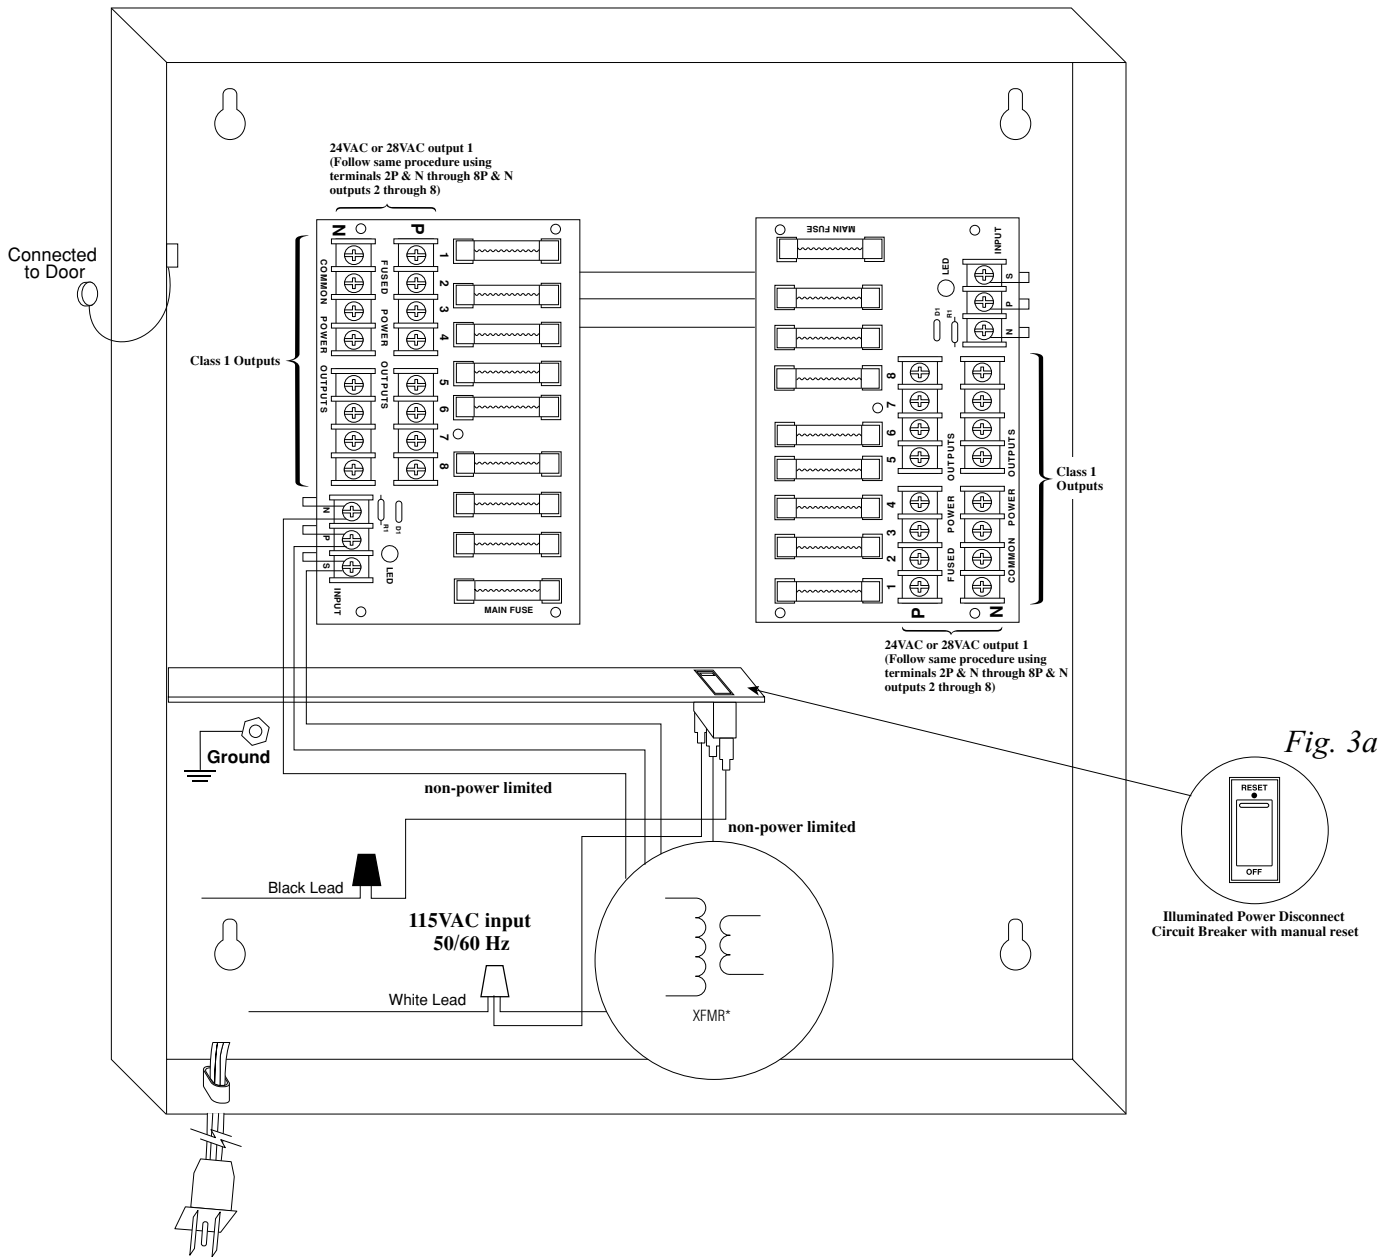 24VAC or 28VAC output 1
(Follow same procedure using
terminals 2P & N through 8P & N
outputs 2 through 8)
Connected
to Door
N
P
COMMON POWER OUTPUTS
FUSED POWER OUTPUTS
1
2
3
4
5
6
7
8
Class 1 Outputs
N
P
S
R1
D1
LED
INPUT
MAIN FUSE
MAIN FUSE
INPUT
LED
S
P
N
D1
R1
8
7
6
5
4
3
2
1
FUSED POWER OUTPUTS
COMMON POWER OUTPUTS
P
N
Class 1
Outputs
24VAC or 28VAC output 1
(Follow same procedure using
terminals 2P & N through 8P & N
outputs 2 through 8)
Ground
non-power limited
non-power limited
Black Lead
115VAC input
50/60 Hz
White Lead
XFMR*
Fig. 3a
RESET
OFF
Illuminated Power Disconnect
Circuit Breaker with manual reset